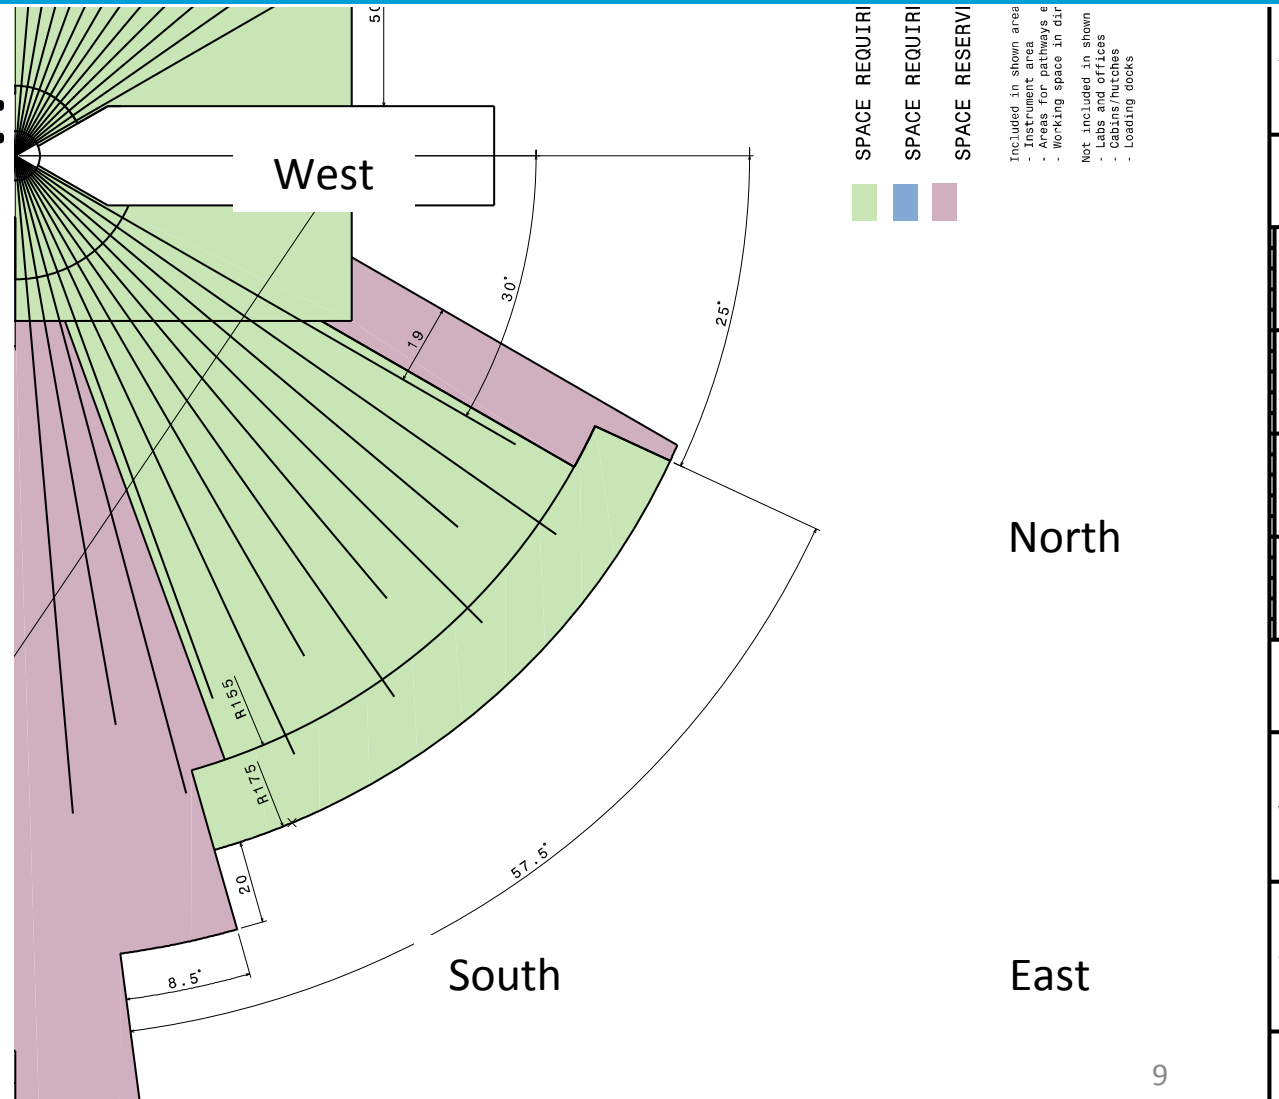 50
SPACE REQUIRI
SPACE REQUIRI
SPACE RESERVI
Included in shown area
- Instrument area
- Areas for pathways e
- Working space in dir
Not included in shown
- Labs and offices
- Cabins/hutches
- Loading docks
West
30°
25°
19
North
R155
R175
57.5°
20
8.5°
South
East
9